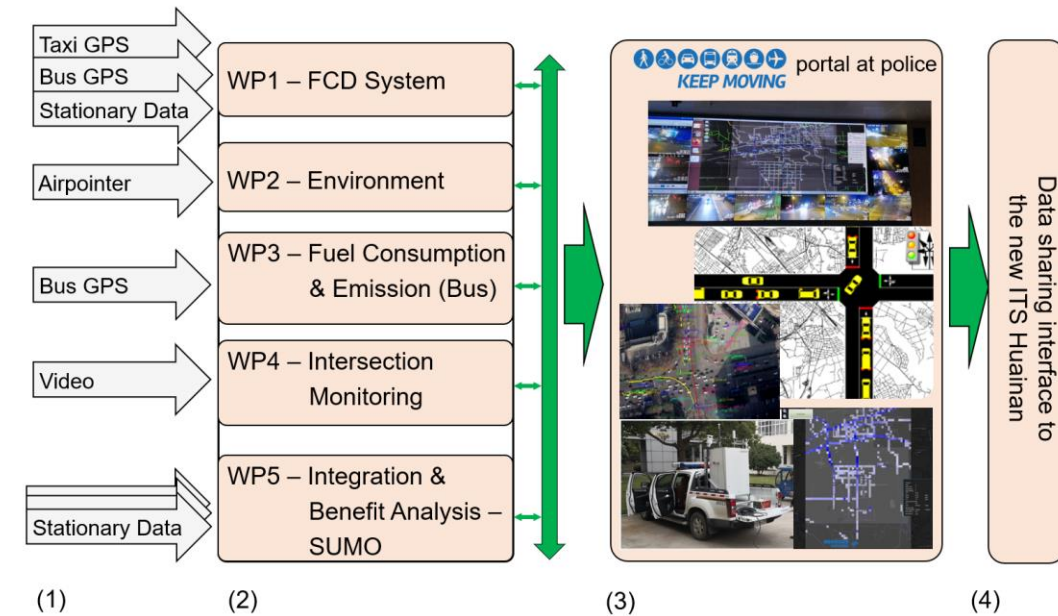 Taxi GPS
Bus GPS
Stationary Data
Airpointer
Bus GPS
Video
Stationary Data
WP1 – FCD System
WP2 – Environment
WP3 – Fuel Consumption
& Emission (Bus)
WP4 – Intersection
Monitoring
WP5 – Integration &
Benefit Analysis –
SUMO
KEEP MOVING
portal at police
Data sharing interface to
the new ITS Huainan
(1)
(2)
(3)
(4)